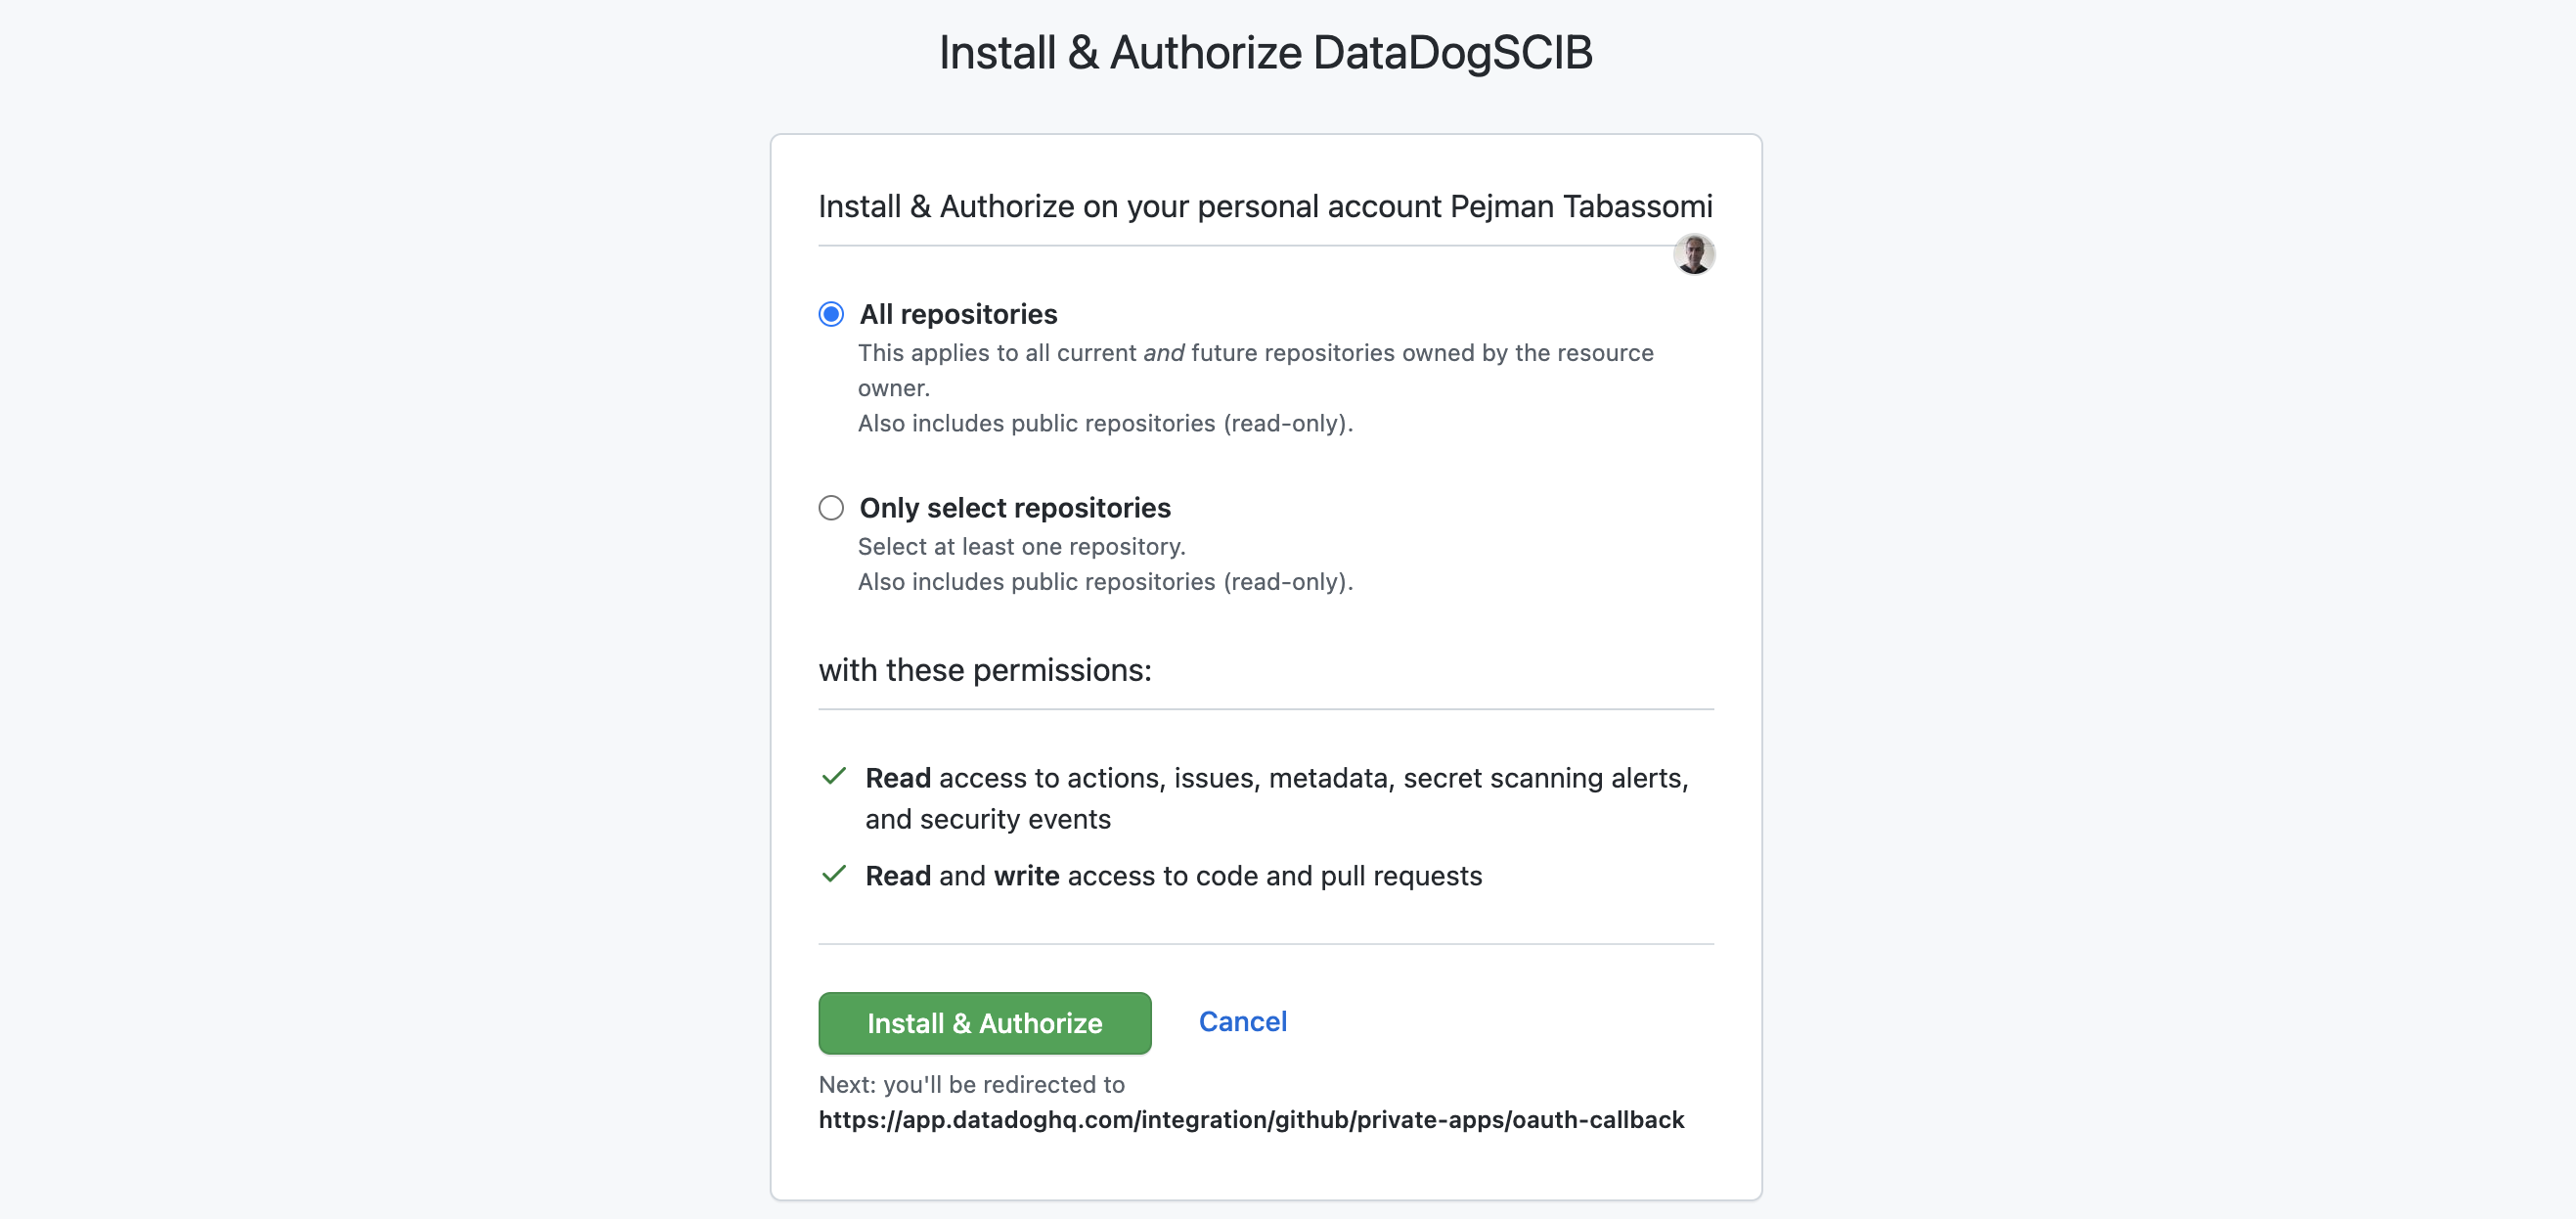 Install & Authorize DataDogSCIB
Install & Authorize on your personal account Pejman Tabassomi
All repositories
This applies to all current and future repositories owned by the resource
owner.
Also includes public repositories (read-only).
Only select repositories
Select at least one repository.
Also includes public repositories (read-only).
with these permissions:
Read access to actions, issues, metadata, secret scanning alerts,
and security events
Read and write access to code and pull requests
Install & Authorize
Cancel
Next: you'll be redirected to
https://app.datadoghq.com/integration/github/private-apps/oauth-callback